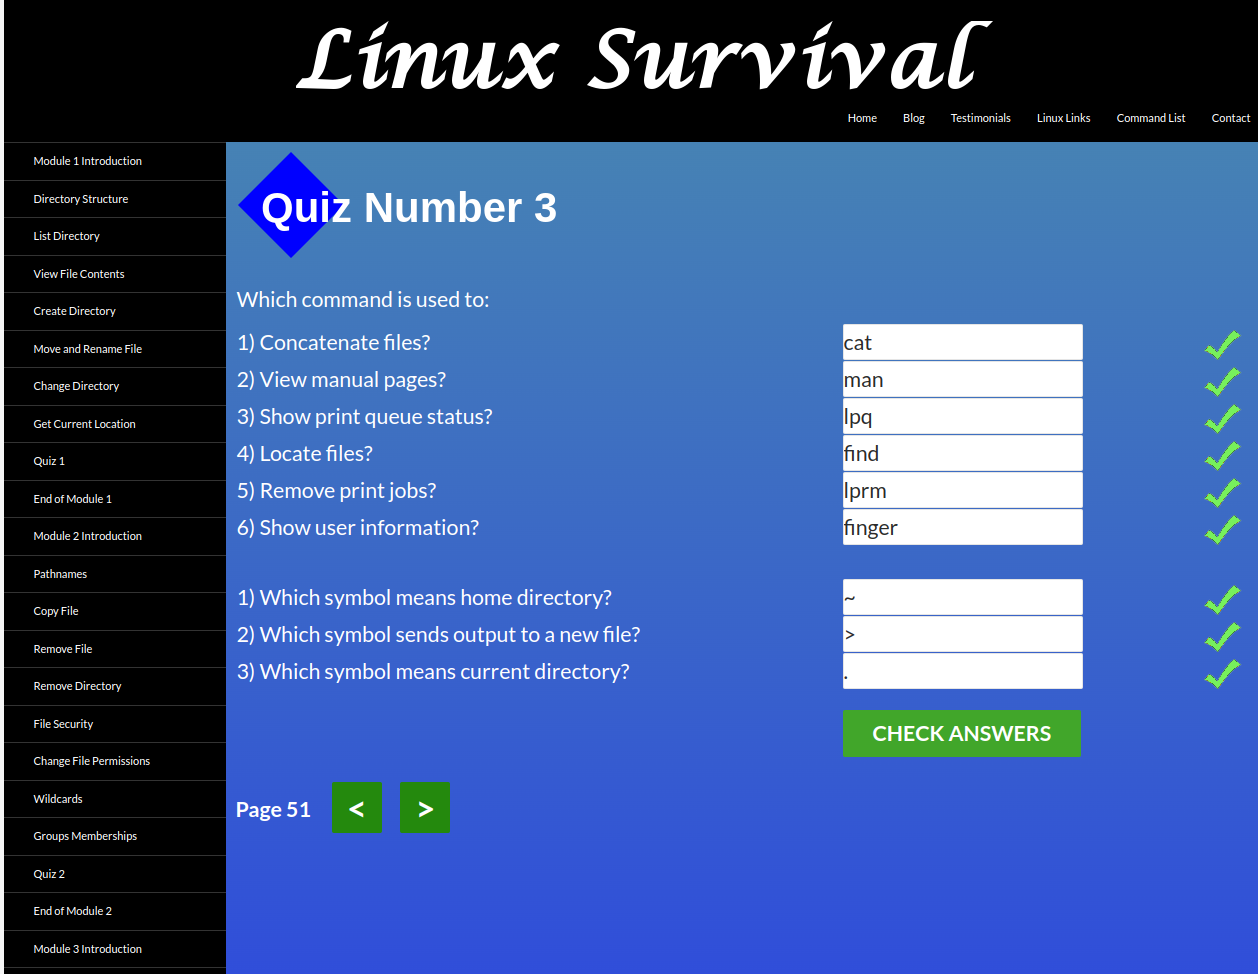 Linux Survival
Home Blog Testimonials Linux Links Command List Contact
Module 1 Introduction
Directory Structure
List Directory
View File Contents
Create Directory
Move and Rename File
Change Directory
Get Current Location
Quiz 1
End of Module 1
Module 2 Introduction
Pathnames
Copy File
Remove File
Remove Directory
File Security
Change File Permissions
Wildcards
Groups Memberships
Quiz 2
End of Module 2
Module 3 Introduction
Quiz Number 3
Which command is used to:
1) Concatenate files? cat
2) View manual pages? man
3) Show print queue status? lpq
4) Locate files? find
5) Remove print jobs? lprm
6) Show user information? finger
1) Which symbol means home directory? ~
2) Which symbol sends output to a new file? >
3) Which symbol means current directory? .
CHECK ANSWERS
Page 51 < >